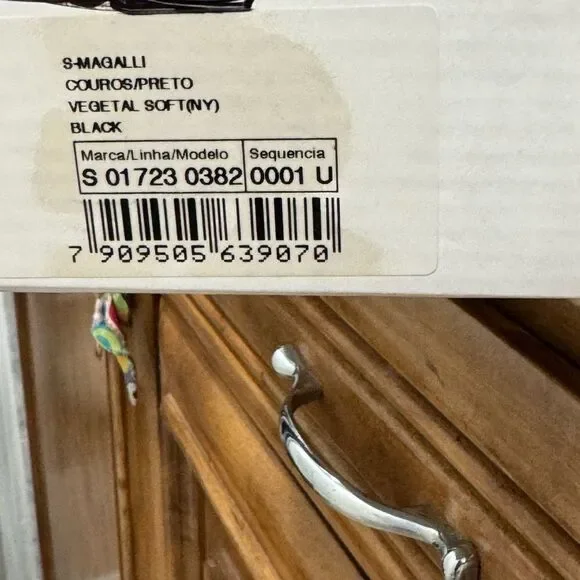 S-MAGALLI
COUROS/PRETO
VEGETAL SOFT(NY)
BLACK
Marca/Linha/Modelo Sequencia
S 01723 0382 0001 U
7 909505 639070